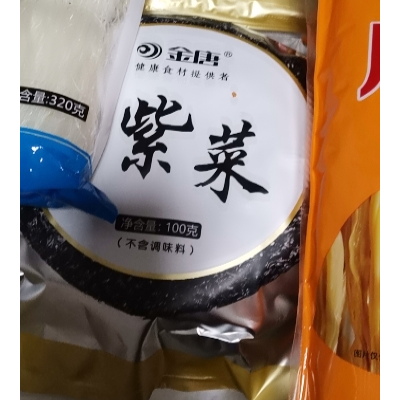 金唐®
健康食材提供者
含量:320克
紫菜
净含量: 100克
(不含调味料)